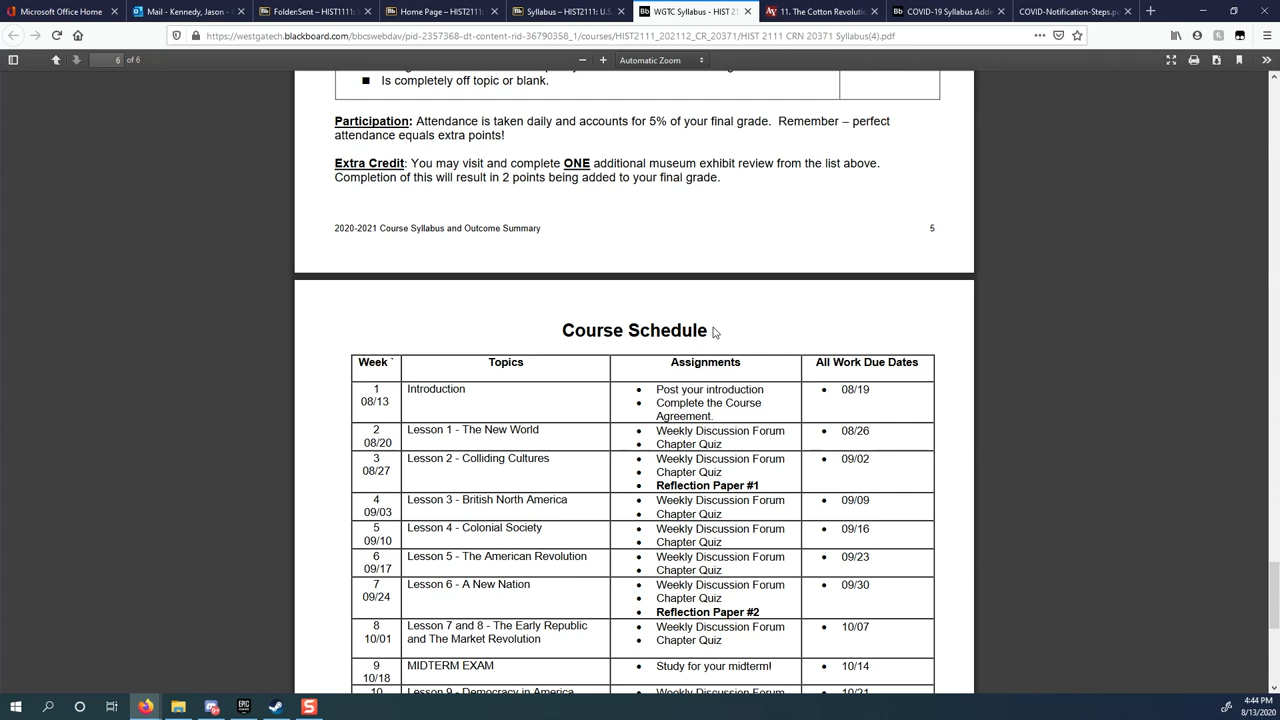 Microsoft Office Home
Mail - Kennedy, Jason - O
FolderSent – HIST1111: W
Home Page – HIST2111: U
Syllabus – HIST2111: U.S.
WGTC Syllabus - HIST 21
11. The Cotton Revolutio
COVID-19 Syllabus Adde
COVID-Notification-Steps.p
https://westgatech.blackboard.com/bbcswebdav/pid-2357368-dt-content-rid-36790358_1/courses/HIST2111_202112_CR_20371/HIST 2111 CRN 20371 Syllabus(4).pdf
6 of 6
Automatic Zoom
Is completely off topic or blank.
Participation: Attendance is taken daily and accounts for 5% of your final grade. Remember – perfect
attendance equals extra points!
Extra Credit: You may visit and complete ONE additional museum exhibit review from the list above.
Completion of this will result in 2 points being added to your final grade.
2020-2021 Course Syllabus and Outcome Summary 5
Course Schedule
Week ` Topics Assignments All Work Due Dates
1 Introduction • Post your introduction • 08/19
08/13 • Complete the Course
Agreement.
2 Lesson 1 - The New World • Weekly Discussion Forum • 08/26
08/20 • Chapter Quiz
3 Lesson 2 - Colliding Cultures • Weekly Discussion Forum • 09/02
08/27 • Chapter Quiz
• Reflection Paper #1
4 Lesson 3 - British North America • Weekly Discussion Forum • 09/09
09/03 • Chapter Quiz
5 Lesson 4 - Colonial Society • Weekly Discussion Forum • 09/16
09/10 • Chapter Quiz
6 Lesson 5 - The American Revolution • Weekly Discussion Forum • 09/23
09/17 • Chapter Quiz
7 Lesson 6 - A New Nation • Weekly Discussion Forum • 09/30
09/24 • Chapter Quiz
• Reflection Paper #2
8 Lesson 7 and 8 - The Early Republic • Weekly Discussion Forum • 10/07
10/01 and The Market Revolution • Chapter Quiz
9 MIDTERM EXAM • Study for your midterm! • 10/14
10/18
10 Lesson 9 - Democracy in America Weekly Discussion Forum 10/21
4:44 PM
8/13/2020